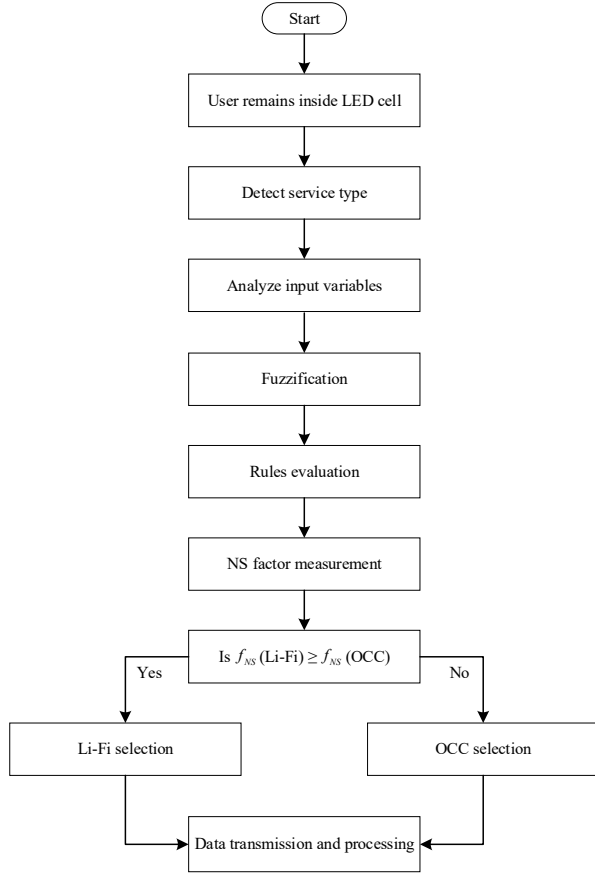 Start
User remains inside LED cell
Detect service type
Analyze input variables
Fuzzification
Rules evaluation
NS factor measurement
Is f_NS (Li-Fi) ≥ f_NS (OCC)
Yes
No
Li-Fi selection
OCC selection
Data transmission and processing